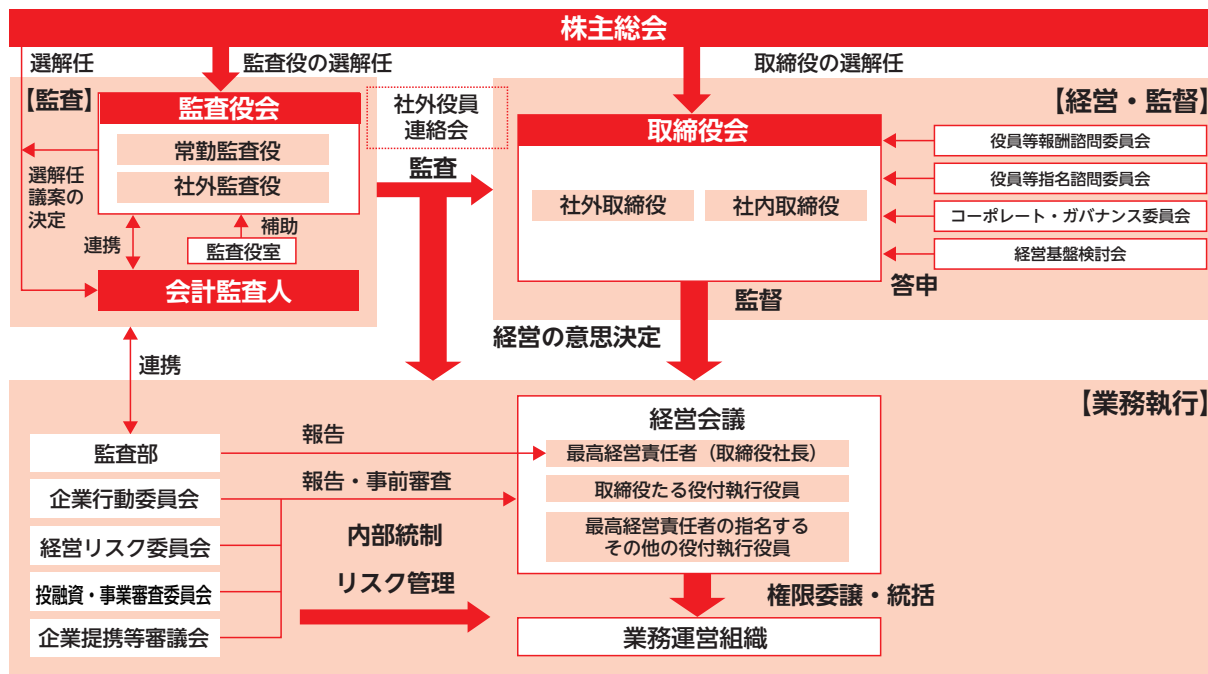 株主総会
選解任
監査役の選解任
取締役の選解任
【監査】
監査役会
常勤監査役
社外監査役
選解任
議案の
決定
連携
補助
監査役室
会計監査人
社外役員
連絡会
監査
【経営・監督】
取締役会
社外取締役
社内取締役
役員等報酬諮問委員会
役員等指名諮問委員会
コーポレート・ガバナンス委員会
経営基盤検討会
答申
監督
経営の意思決定
連携
【業務執行】
監査部
企業行動委員会
経営リスク委員会
投融資・事業審査委員会
企業提携等審議会
報告
報告・事前審査
内部統制
リスク管理
経営会議
最高経営責任者（取締役社長）
取締役たる役付執行役員
最高経営責任者の指名する
その他の役付執行役員
権限委譲・統括
業務運営組織